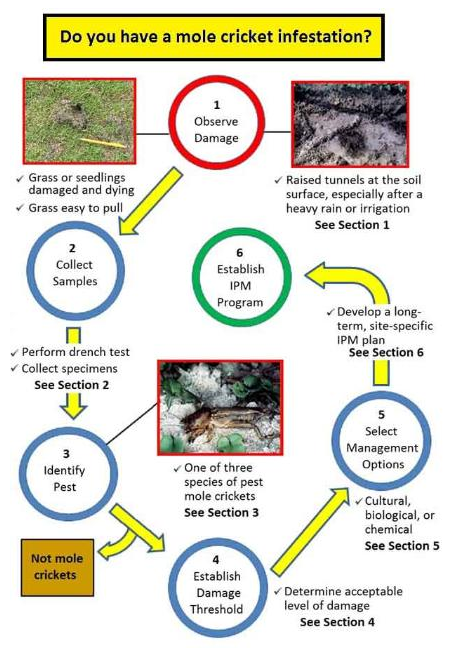 Do you have a mole cricket infestation?
1
Observe
Damage
✓ Grass or seedlings
damaged and dying
✓ Grass easy to pull
✓ Raised tunnels at the soil
surface, especially after a
heavy rain or irrigation
See Section 1
2
Collect
Samples
✓ Perform drench test
✓ Collect specimens
See Section 2
3
Identify
Pest
✓ One of three
species of pest
mole crickets
See Section 3
Not mole
crickets
4
Establish
Damage
Threshold
✓ Determine acceptable
level of damage
See Section 4
5
Select
Management
Options
✓ Cultural,
biological, or
chemical
See Section 5
✓ Develop a long-
term, site-specific
IPM plan
See Section 6
6
Establish
IPM
Program